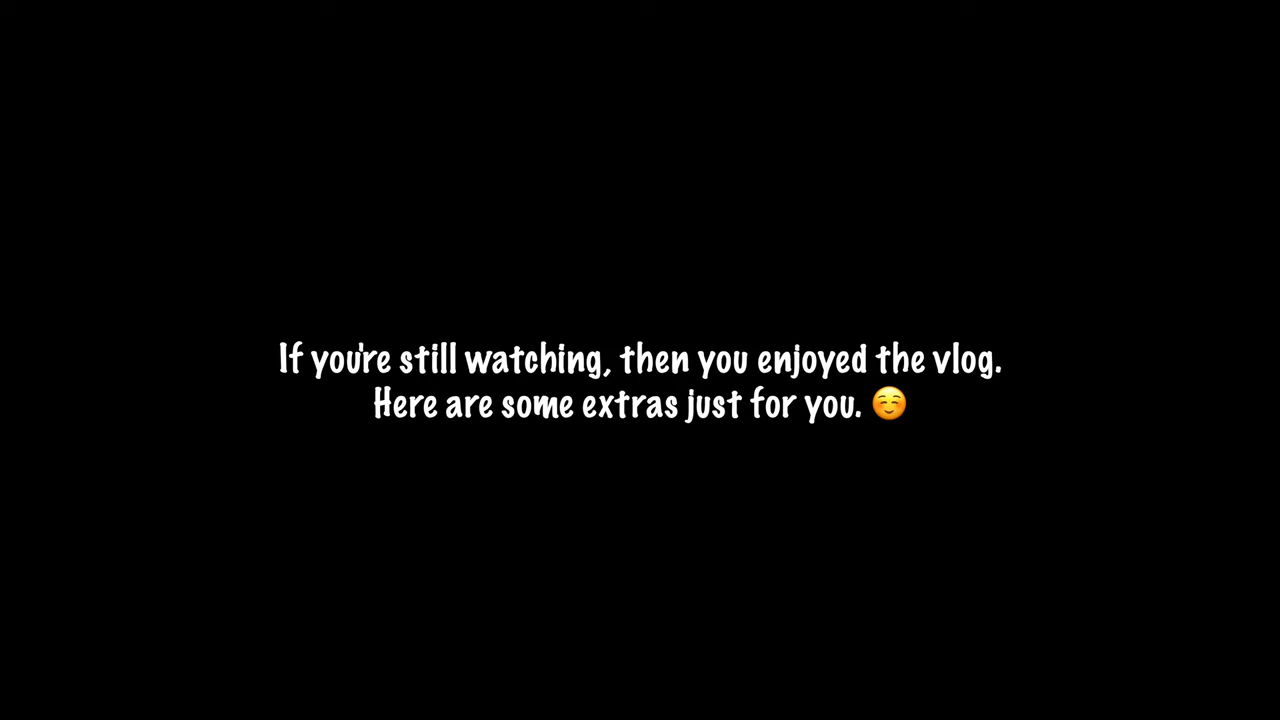 If you're still watching, then you enjoyed the vlog.
Here are some extras just for you. ☺️